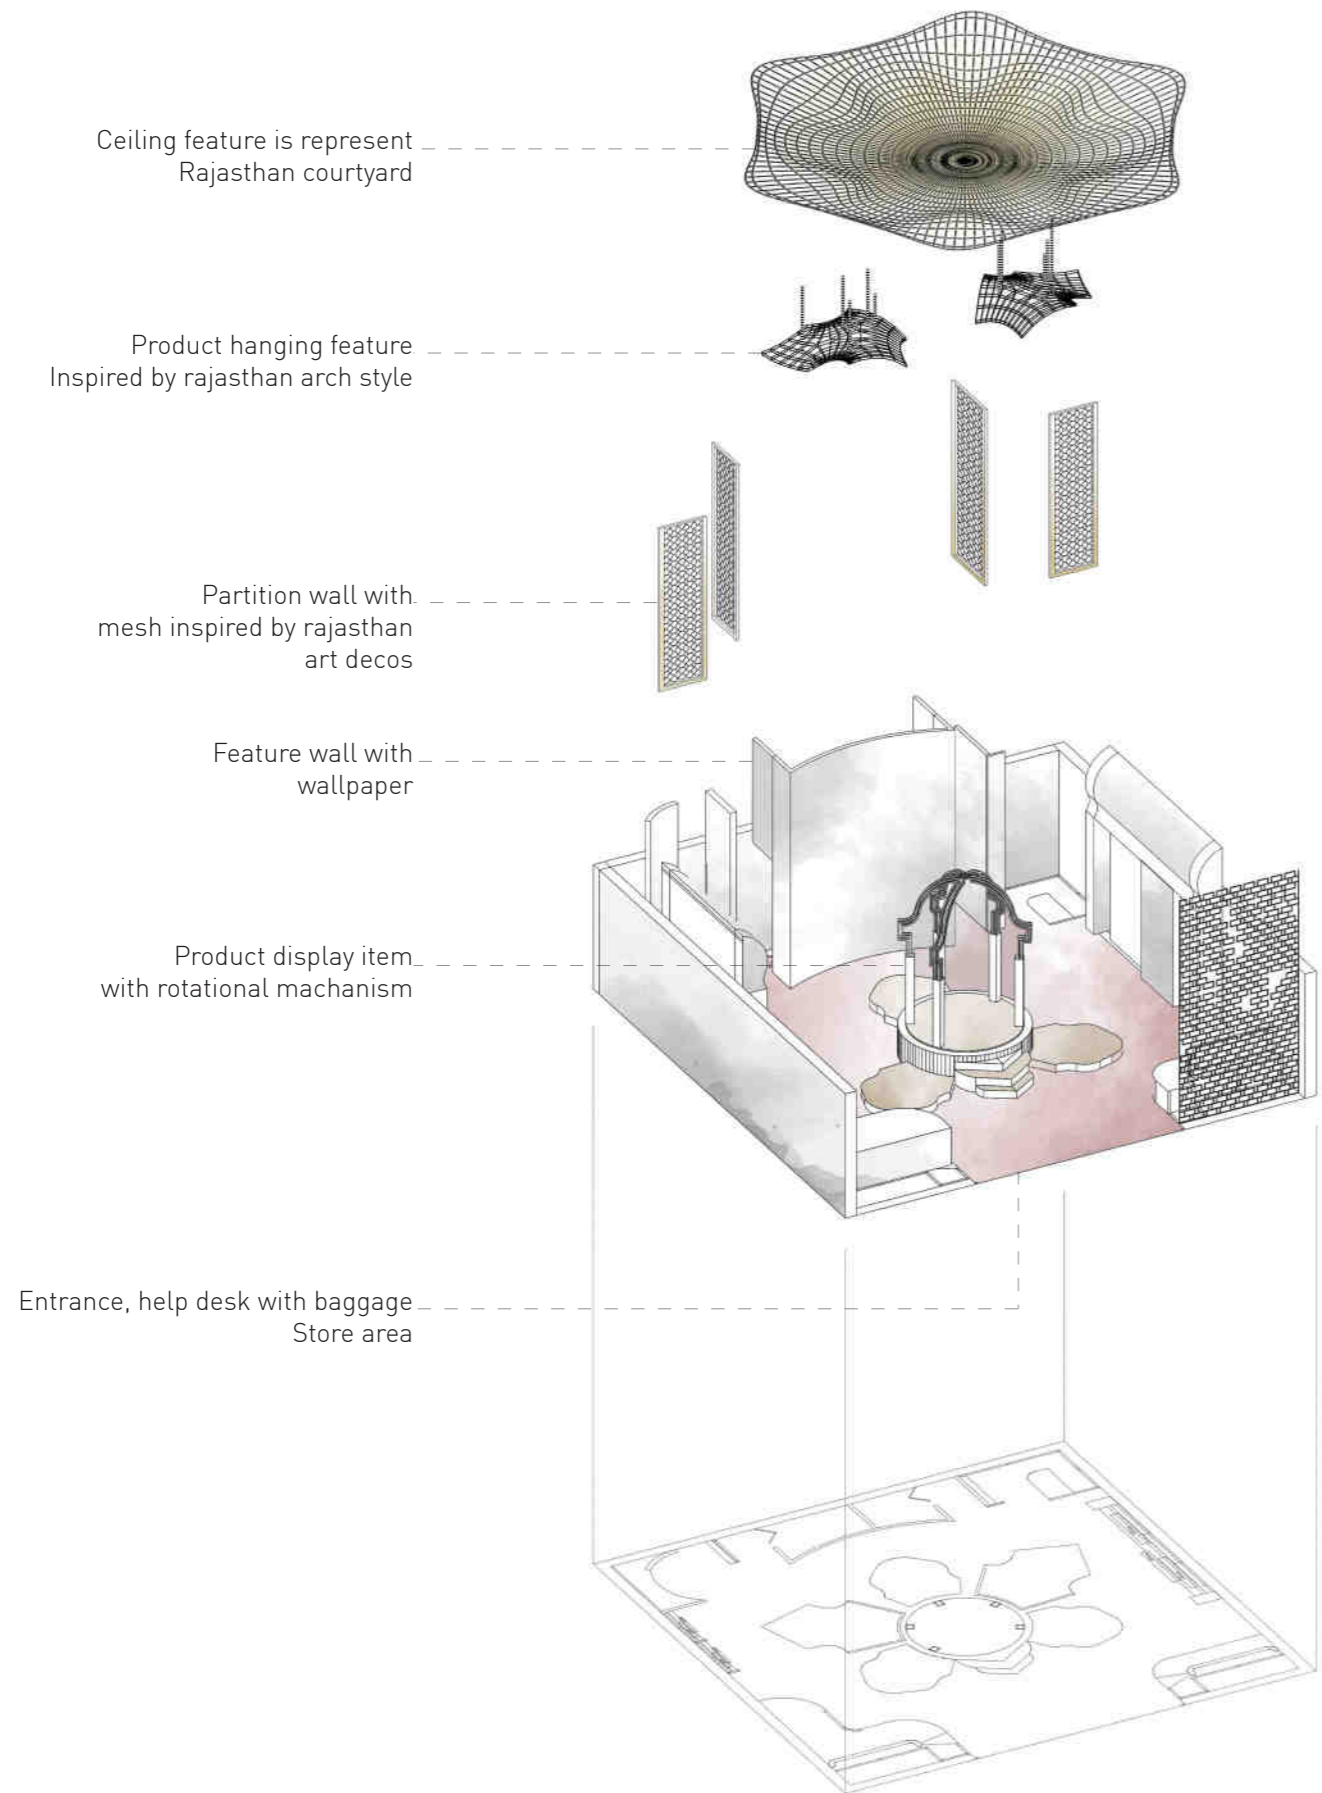 Ceiling feature is represent
Rajasthan courtyard
Product hanging feature
Inspired by rajasthan arch style
Partition wall with
mesh inspired by rajasthan
art decos
Feature wall with
wallpaper
Product display item
with rotational machanism
Entrance, help desk with baggage
Store area